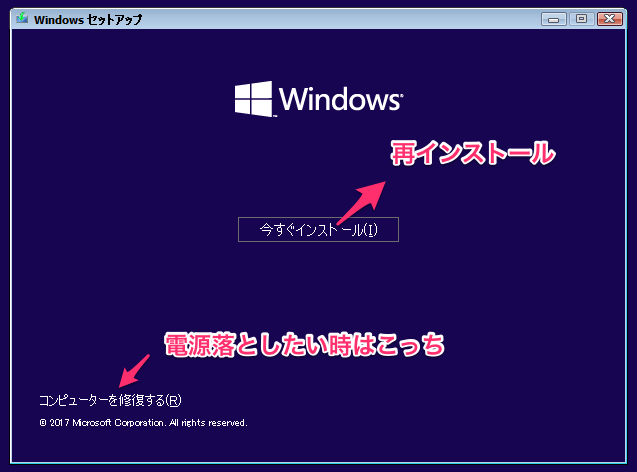 Windows セットアップ
Windows
再インストール
今すぐインストール(I)
電源落としたい時はこっち
コンピューターを修復する(R)
© 2017 Microsoft Corporation. All rights reserved.